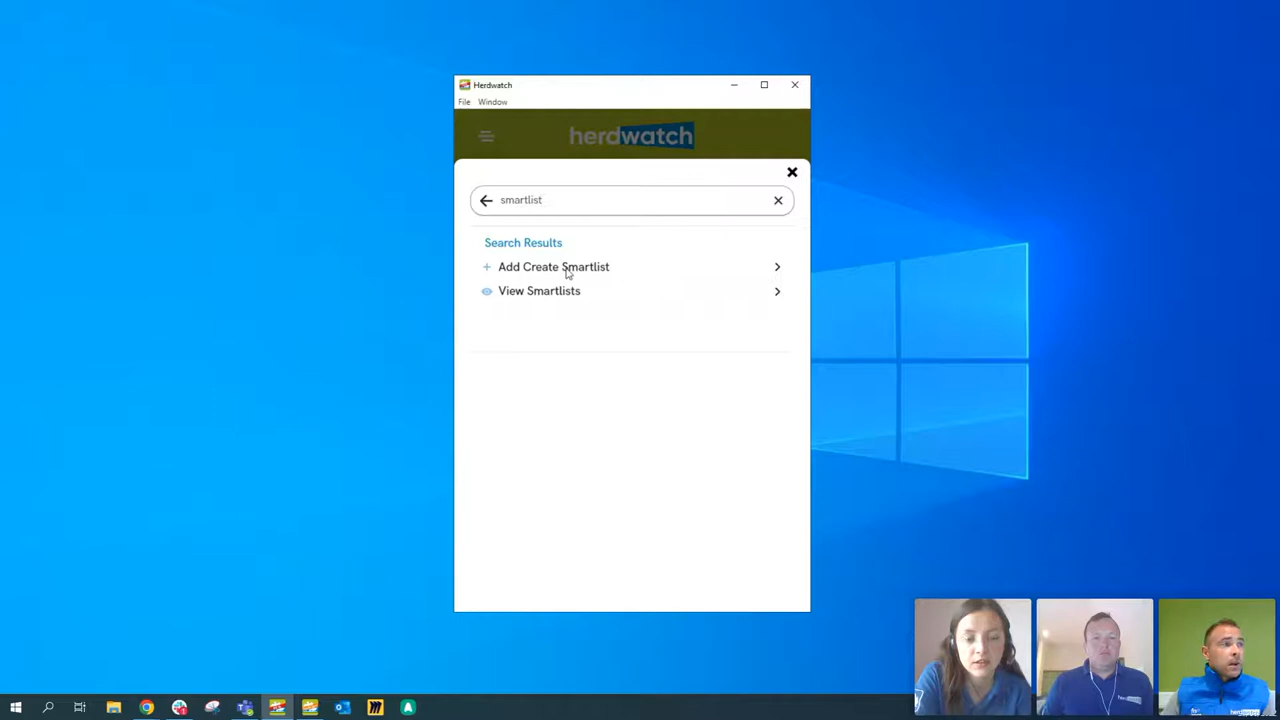 Herdwatch
File Window
herdwatch
smartlist
Search Results
Add Create Smartlist
View Smartlists